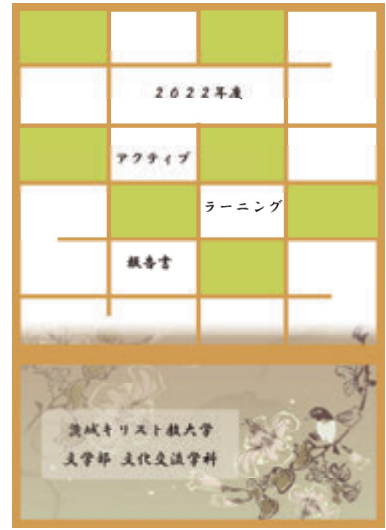 2022年度
アクティブ
ラーニング
報告書
茨城キリスト教大学
文学部 文化交流学科